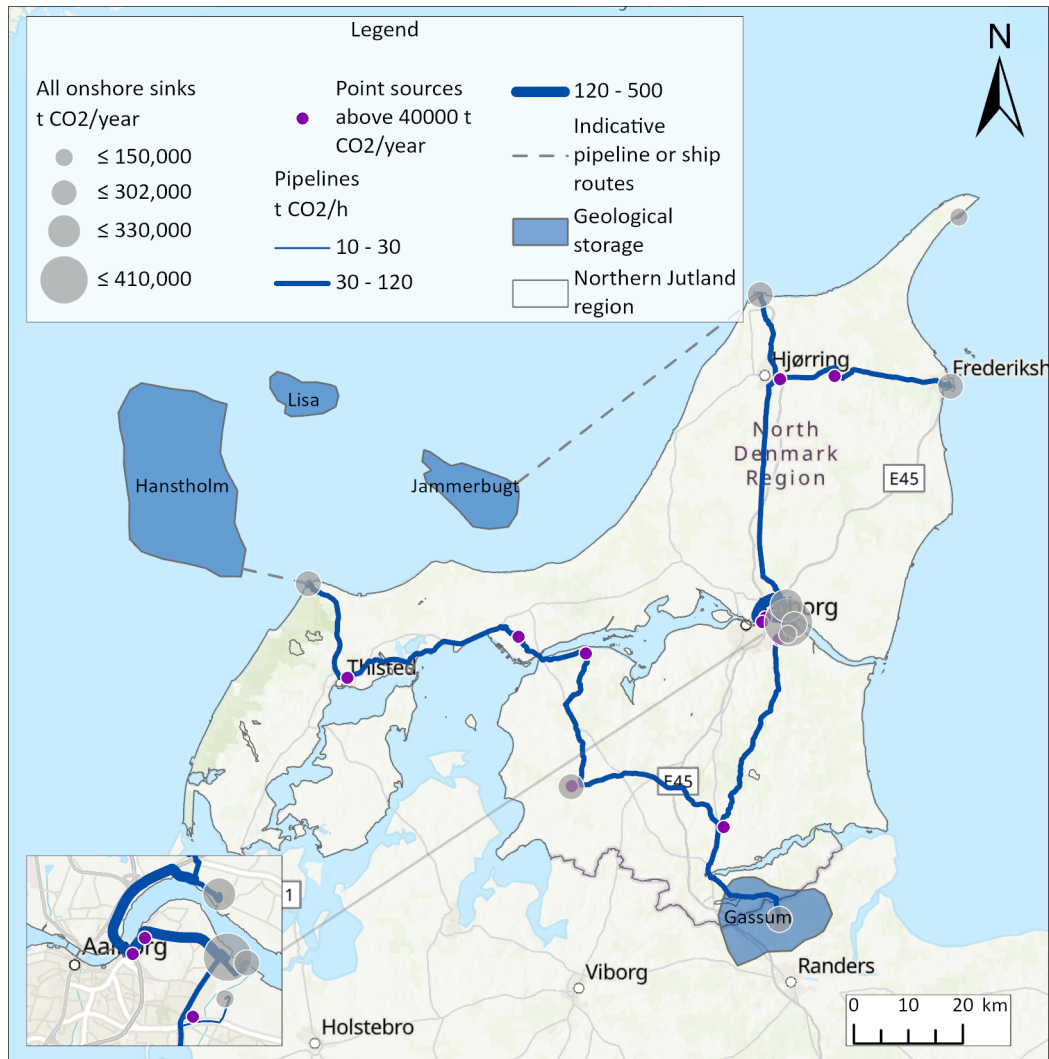 Legend
All onshore sinks
t CO2/year
≤ 150,000
≤ 302,000
≤ 330,000
≤ 410,000
Point sources
above 40000 t
CO2/year
Pipelines
t CO2/h
10 - 30
30 - 120
120 - 500
Indicative
pipeline or ship
routes
Geological
storage
Northern Jutland
region
N
Hjørring
Frederiksh
Lisa
North
Denmark
Region
Hanstholm
Jammerbugt
E45
org
Thisted
E45
1
Gassum
Aalborg
Viborg
Randers
Holstebro
0 10 20 km